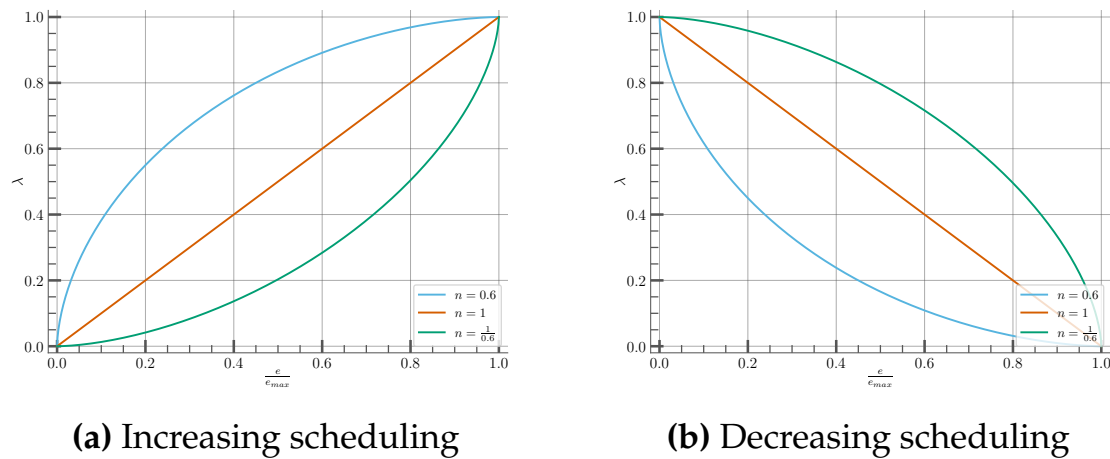 1.0
0.8
0.6
0.4
0.2
0.0
λ
0.0 0.2 0.4 0.6 0.8 1.0
e
e_max
n = 0.6
n = 1
n = 1/0.6
(a) Increasing scheduling
1.0
0.8
0.6
0.4
0.2
0.0
λ
0.0 0.2 0.4 0.6 0.8 1.0
e
e_max
n = 0.6
n = 1
n = 1/0.6
(b) Decreasing scheduling